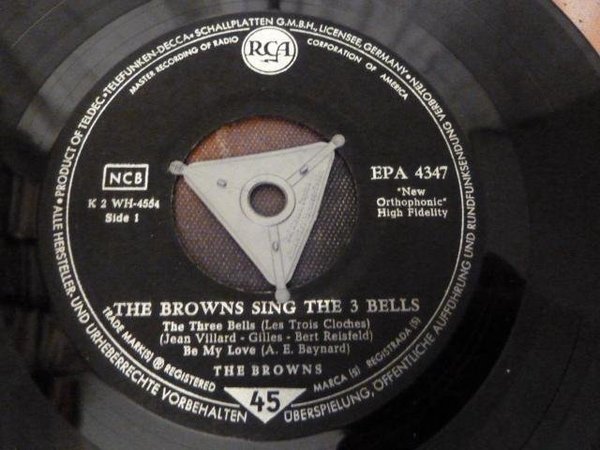 PRODUCT OF TELDEC • TELEFUNKEN-DECCA • SCHALLPLATTEN G.M.B.H., LICENSEE, GERMANY •
MASTER RECORDING OF RADIO CORPORATION OF AMERICA
RCA
NCB
K 2 WH-4564
Side 1
EPA 4347
"New
Orthophonic"
High Fidelity
THE BROWNS SING THE 3 BELLS
The Three Bells (Les Trois Cloches)
(Jean Villard - Gilles - Bert Reisfeld)
Be My Love (A. E. Baynard)
THE BROWNS
TRADE MARK(S) ® REGISTERED
MARCA (S) REGISTRADA (S)
45
• ALLE HERSTELLER- UND URHEBERRECHTE VORBEHALTEN
ÜBERSPIELUNG, ÖFFENTLICHE AUFFÜHRUNG UND RUNDFUNKSENDUNG VERBOTEN